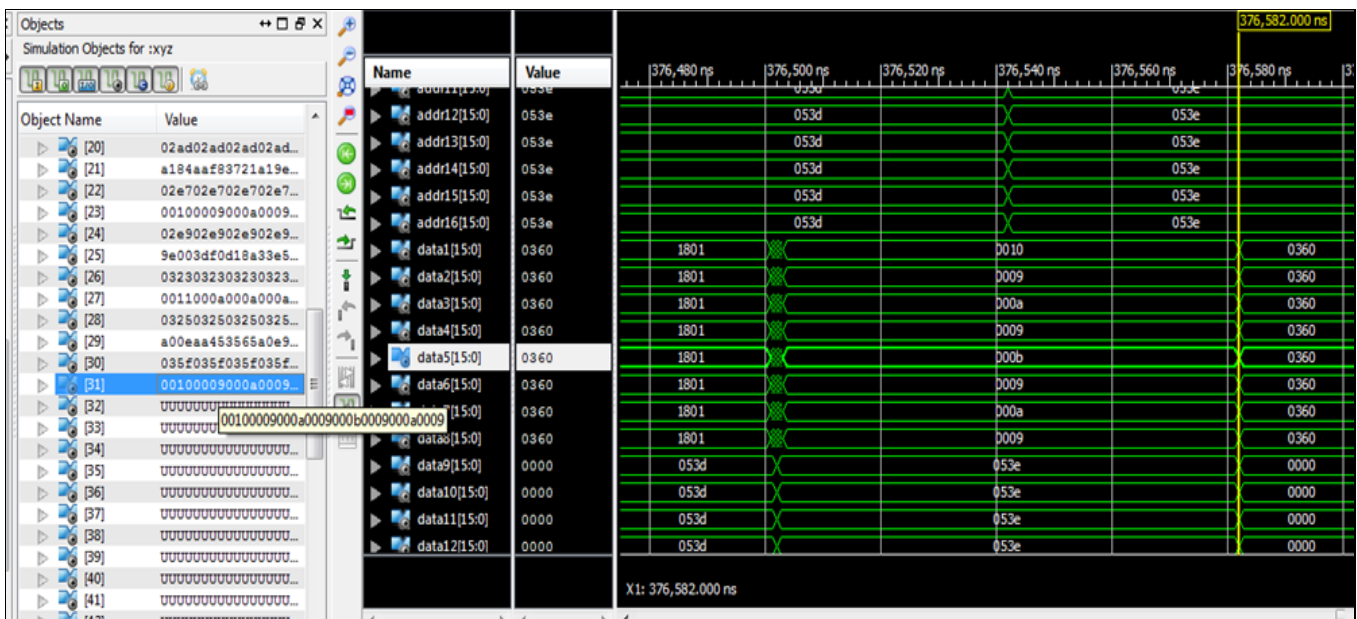 Objects
Simulation Objects for :xyz
Object Name Value
[20] 02ad02ad02ad02ad...
[21] a184aaf83721a19e...
[22] 02e702e702e702e7...
[23] 00100009000a0009...
[24] 02e902e902e902e9...
[25] 9e003df0d18a33e5...
[26] 0323032303230323...
[27] 0011000a000a000a...
[28] 0325032503250325...
[29] a00eaa453565a0e9...
[30] 035f035f035f035f...
[31] 00100009000a0009...
[32] UUUUUUUUUUUUUUUU...
[33] UUUUUU
00100009000a0009000b0009000a0009
[34] UUUUUUUUUUUUUUUU...
[35] UUUUUUUUUUUUUUUU...
[36] UUUUUUUUUUUUUUUU...
[37] UUUUUUUUUUUUUUUU...
[38] UUUUUUUUUUUUUUUU...
[39] UUUUUUUUUUUUUUUU...
[40] UUUUUUUUUUUUUUUU...
[41] UUUUUUUUUUUUUUUU...
376,582.000 ns
Name Value 376,480 ns 376,500 ns 376,520 ns 376,540 ns 376,560 ns 376,580 ns
addr11[15:0] 053e 053d 053e
addr12[15:0] 053e 053d 053e
addr13[15:0] 053e 053d 053e
addr14[15:0] 053e 053d 053e
addr15[15:0] 053e 053d 053e
addr16[15:0] 053e 053d 053e
data1[15:0] 0360 1801 0010 0360
data2[15:0] 0360 1801 0009 0360
data3[15:0] 0360 1801 000a 0360
data4[15:0] 0360 1801 0009 0360
data5[15:0] 0360 1801 000b 0360
data6[15:0] 0360 1801 0009 0360
7[15:0] 0360 1801 000a 0360
data8[15:0] 0360 1801 0009 0360
data9[15:0] 0000 053d 053e 0000
data10[15:0] 0000 053d 053e 0000
data11[15:0] 0000 053d 053e 0000
data12[15:0] 0000 053d 053e 0000
X1: 376,582.000 ns